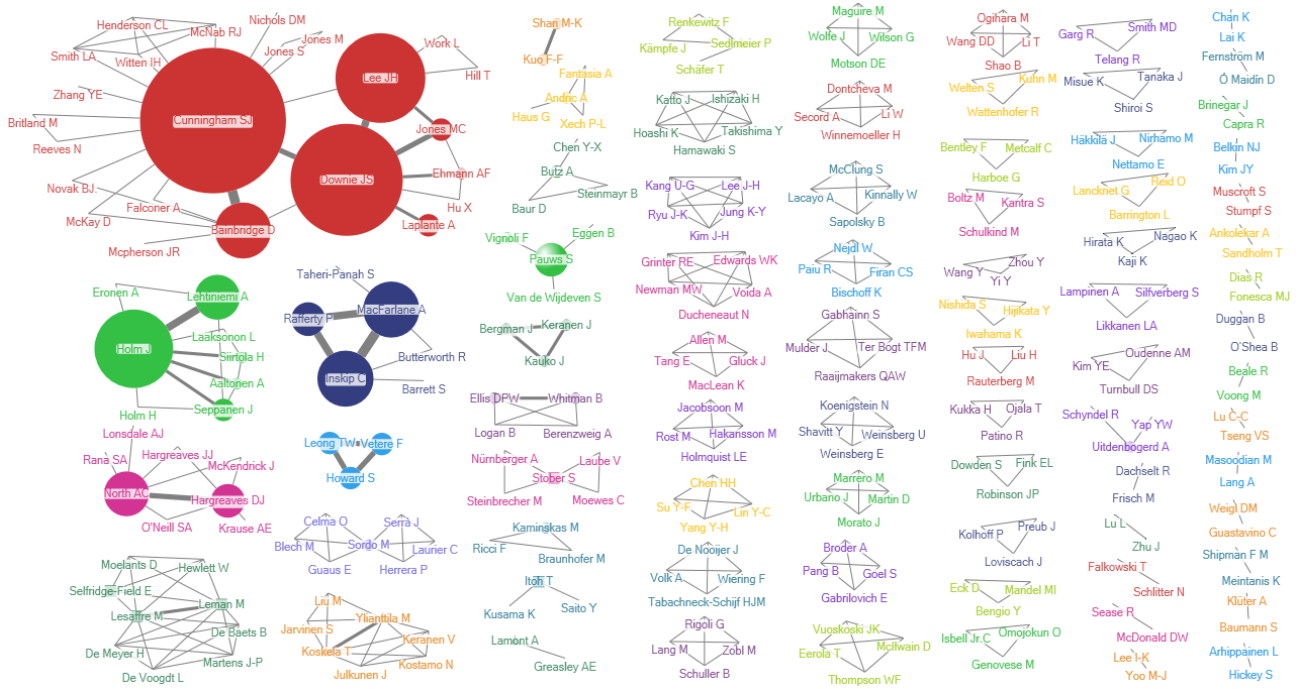 Nichols DM
Henderson CL
McNab RJ
Jones M
Jones S
Smith LA
Witten IH
Work L
Lee JH
Hill T
Zhang YE
Cunningham SJ
Britland M
Jones MC
Reeves N
Downie JS
Ehmann AF
Novak BJ
Falconer A
McKay D
Bainbridge D
Hu X
Laplante A
Mcpherson JR
Eronen A
Lehtiniemi A
Holm J
Laaksonon L
Siirtola H
Aaltonen A
Seppanen J
Holm H
Taheri-Panah S
MacFarlane A
Rafferty P
Butterworth R
Inskip C
Barrett S
Lonsdale AJ
Rana SA
Hargreaves JJ
McKendrick J
North AC
Hargreaves DJ
O'Neill SA
Krause AE
Leong TW
Vetere F
Howard S
Celma O
Serra J
Blech M
Sordo M
Laurier C
Guaus E
Herrera P
Moelants D
Hewlett W
Selfridge-Field E
Leman M
Lesaffre M
De Baets B
De Meyer H
Martens J-P
De Voogdt L
Liu M
Ylianttila M
Jarvinen S
Keranen V
Koskela T
Kostamo N
Julkunen J
Shan M-K
Kuo F-F
Fantasia A
Andric A
Haus G
Xech P-L
Chen Y-X
Butz A
Steinmayr B
Baur D
Vignoli F
Eggen B
Pauws S
Van de Wijdeven S
Bergman J
Keranen J
Kauko J
Ellis DPW
Whitman B
Logan B
Berenzweig A
Nürnberger A
Laube V
Stober S
Steinbrecher M
Moewes C
Kaminskas M
Ricci F
Braunhofer M
Itoh T
Kusama K
Saito Y
Lamont A
Greasley AE
Renkewitz F
Kämpfe J
Sedlmeier P
Schäfer T
Katto J
Ishizaki H
Hoashi K
Takishima Y
Hamawaki S
Kang U-G
Lee J-H
Ryu J-K
Jung K-Y
Kim J-H
Grinter RE
Edwards WK
Newman MW
Voida A
Ducheneaut N
Allen M
Tang E
Gluck J
MacLean K
Jacobsoon M
Rost M
Hakansson M
Holmquist LE
Chen HH
Su Y-F
Lin Y-C
Yang Y-H
De Nooijer J
Volk A
Wiering F
Tabachneck-Schijf HJM
Rigoli G
Lang M
Zobl M
Schuller B
Maguire M
Wolfe J
Wilson G
Motson DE
Dontcheva M
Secord A
Li W
Winnemoeller H
McClung S
Lacayo A
Kinnally W
Sapolsky B
Nejdl W
Paiu R
Firan CS
Bischoff K
Gabhainn S
Mulder J
Ter Bogt TFM
Raaijmakers QAW
Koenigstein N
Shavitt Y
Weinsberg U
Weinsberg E
Marrero M
Urbano J
Martin D
Morato J
Broder A
Pang B
Goel S
Gabrilovich E
Vuoskoski JK
McIlwain D
Eerola T
Thompson WF
Ogihara M
Wang DD
Li T
Shao B
Kuhn M
Welten S
Wattenhofer R
Bentley F
Metcalf C
Harboe G
Boltz M
Kantra S
Schulkind M
Zhou Y
Wang Y
Yi Y
Nishida S
Hijikata Y
Iwahama K
Hu J
Liu H
Rauterberg M
Kukka H
Ojala T
Patino R
Dowden S
Fink EL
Robinson JP
Kolhoff P
Preub J
Loviscach J
Eck D
Mandel MI
Bengio Y
Isbell Jr.C
Omojokun O
Genovese M
Garg R
Smith MD
Telang R
Misue K
Tanaka J
Shiroi S
Häkkilä J
Nirhamo M
Nettamo E
Reid O
Lanckriet G
Barrington L
Hirata K
Nagao K
Kaji K
Lampinen A
Silfverberg S
Likkanen LA
Oudenne AM
Kim YE
Turnbull DS
Schyndel R
Yap YW
Uitdenbogerd A
Dachselt R
Frisch M
Lu L
Zhu J
Falkowski T
Schlitter N
Sease R
McDonald DW
Lee I-K
Yoo M-J
Chan K
Lai K
Fernström M
Ó Maidin D
Brinegar J
Capra R
Belkin NJ
Kim JY
Muscroft S
Stumpf S
Ankolekar A
Sandholm T
Dias R
Fonesca MJ
Duggan B
O'Shea B
Beale R
Voong M
Lu C-C
Tseng VS
Masoodian M
Lang A
Weigl DM
Guastavino C
Shipman F M
Meintanis K
Klüter A
Baumann S
Arhippainen L
Hickey S